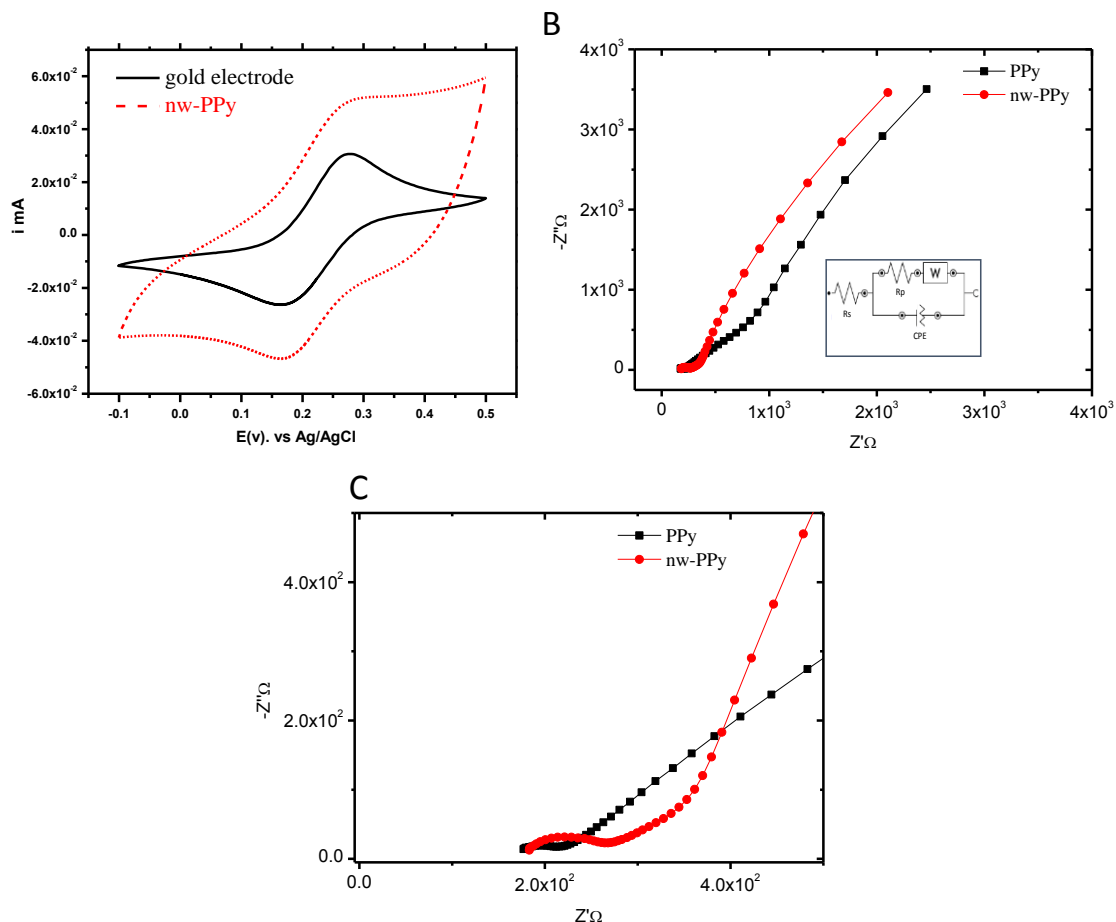 gold electrode
nw-PPy
6.0x10⁻²
4.0x10⁻²
2.0x10⁻²
0.0
-2.0x10⁻²
-4.0x10⁻²
-6.0x10⁻²
i mA
-0.1 0.0 0.1 0.2 0.3 0.4 0.5
E(v). vs Ag/AgCl
B
PPy
nw-PPy
4x10³
3x10³
2x10³
1x10³
0
-Z''Ω
Rs
Rp
W
CPE
0 1x10³ 2x10³ 3x10³ 4x10³
Z'Ω
C
PPy
nw-PPy
4.0x10²
2.0x10²
0.0
-Z''Ω
0.0 2.0x10² 4.0x10²
Z'Ω